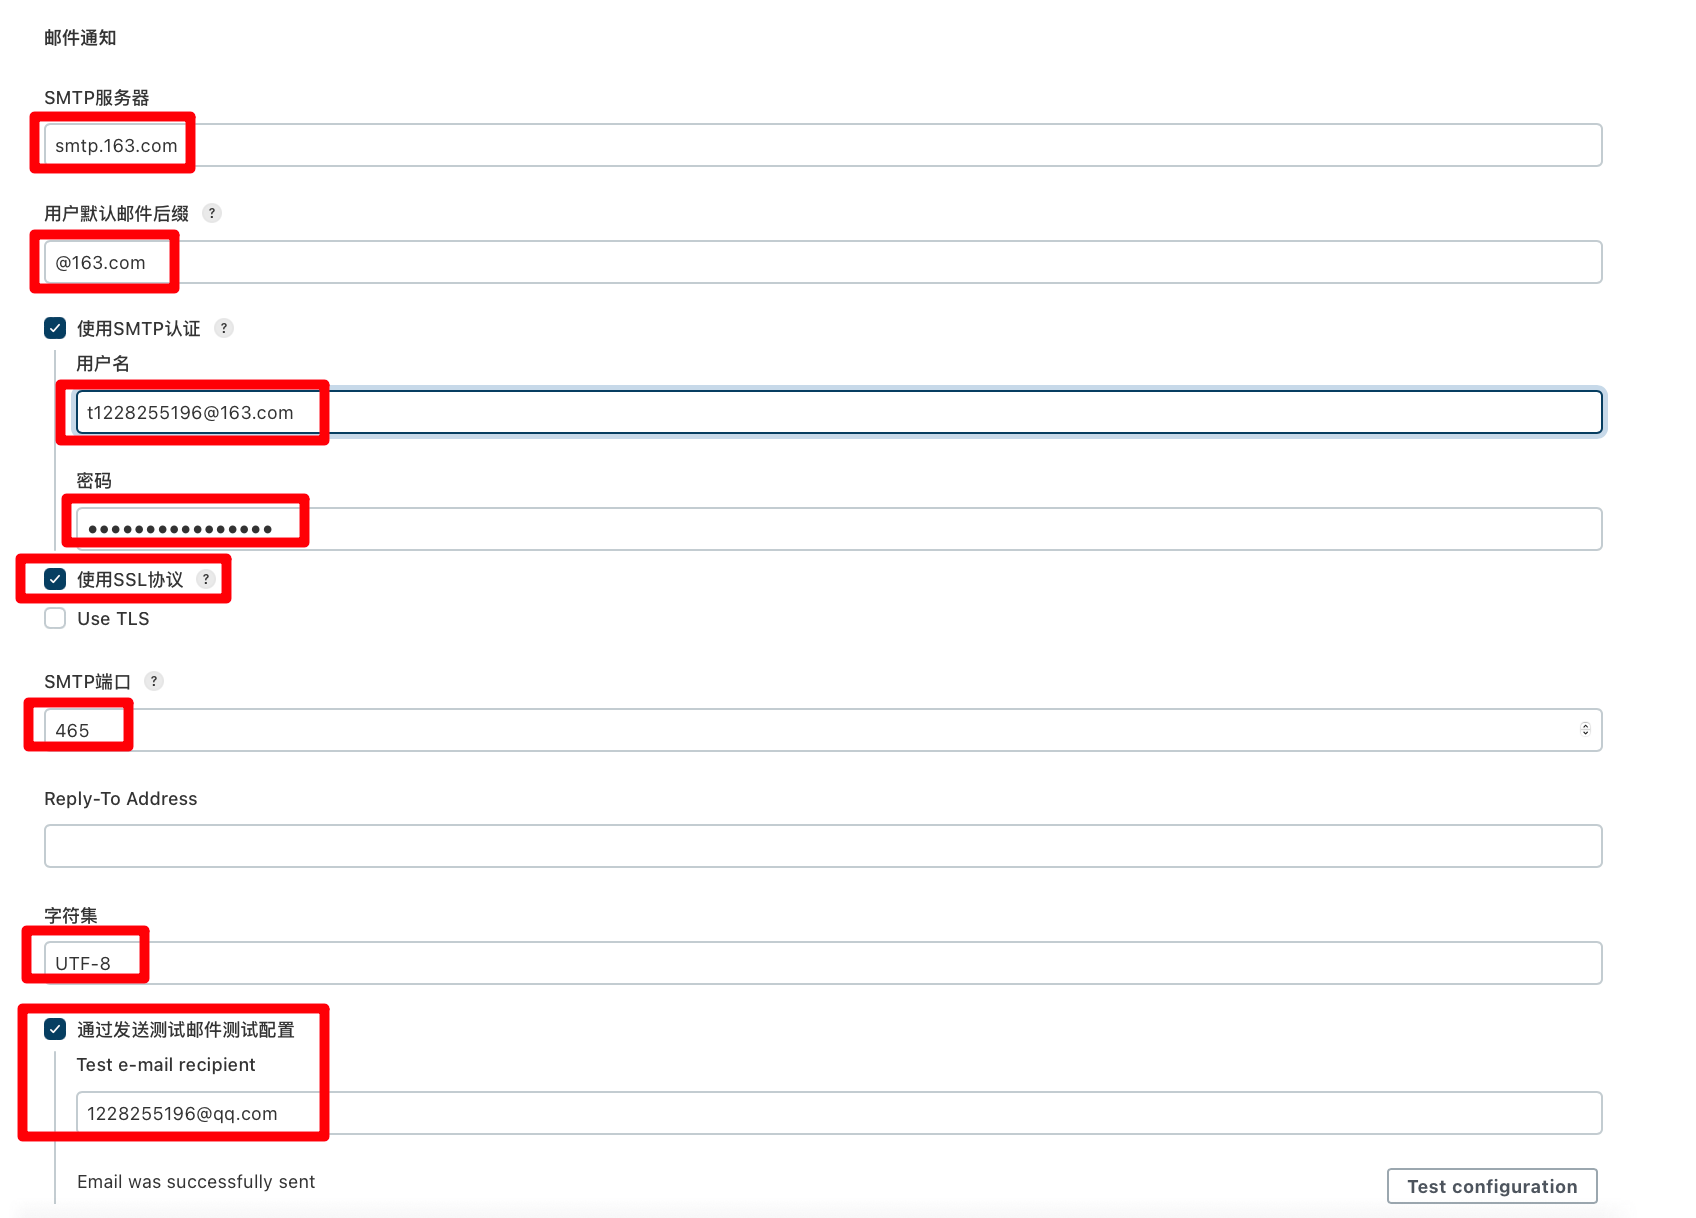 邮件通知
SMTP服务器
smtp.163.com
用户默认邮件后缀 ?
@163.com
使用SMTP认证 ?
用户名
t1228255196@163.com
密码
••••••••••••••••
使用SSL协议 ?
Use TLS
SMTP端口 ?
465
Reply-To Address
字符集
UTF-8
通过发送测试邮件测试配置
Test e-mail recipient
1228255196@qq.com
Email was successfully sent
Test configuration